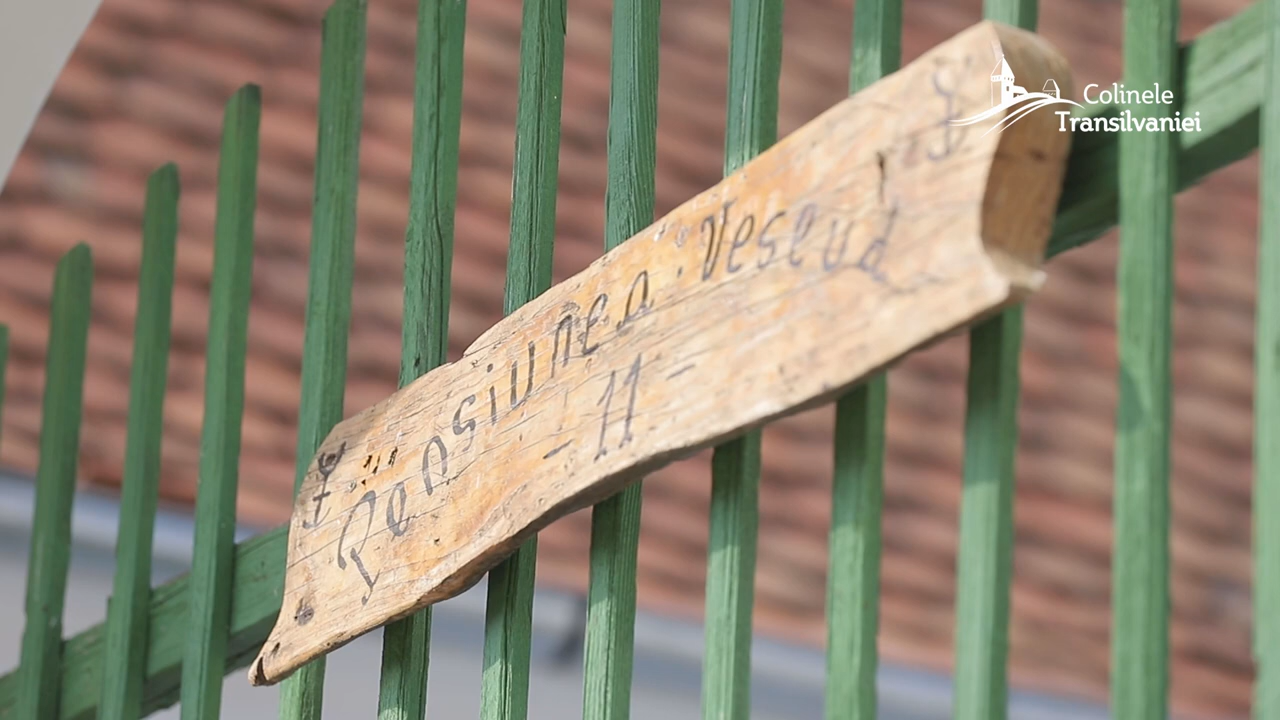 Colinele
Transilvaniei
Pensiunea Veseud
- 11 -